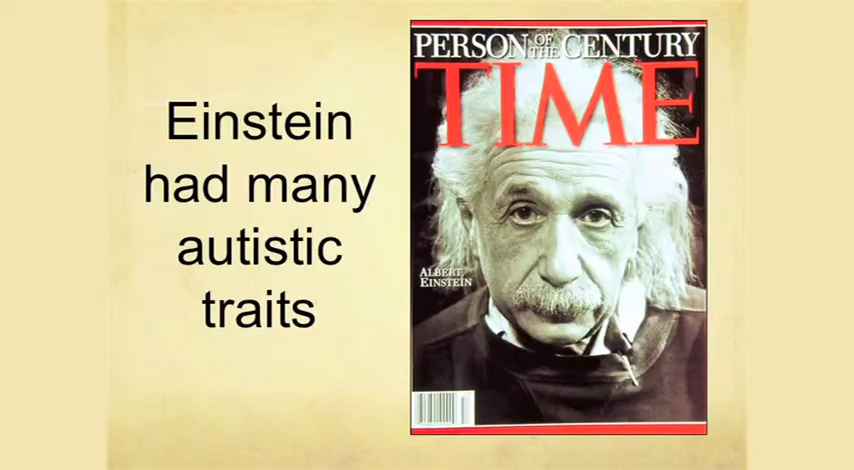 Einstein
had many
autistic
traits
PERSON OF THE CENTURY
TIME
ALBERT
EINSTEIN